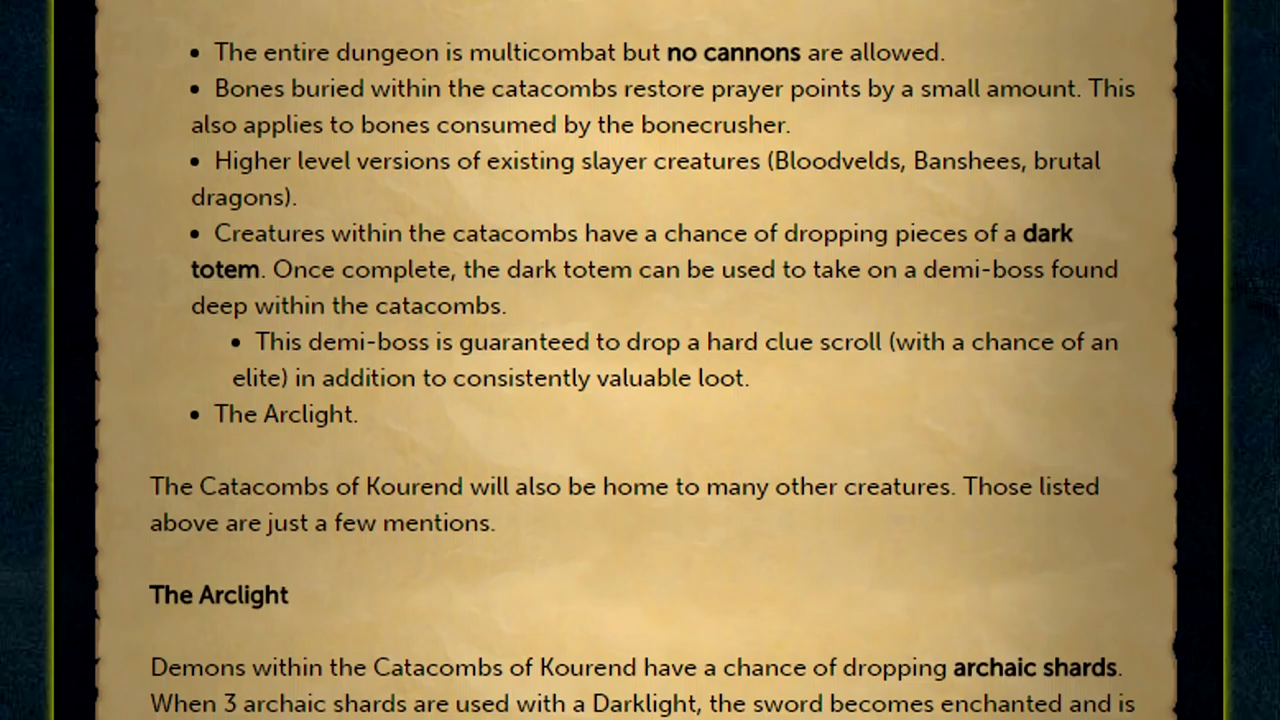 • The entire dungeon is multicombat but no cannons are allowed.
• Bones buried within the catacombs restore prayer points by a small amount. This
also applies to bones consumed by the bonecrusher.
• Higher level versions of existing slayer creatures (Bloodvelds, Banshees, brutal
dragons).
• Creatures within the catacombs have a chance of dropping pieces of a dark
totem. Once complete, the dark totem can be used to take on a demi-boss found
deep within the catacombs.
• This demi-boss is guaranteed to drop a hard clue scroll (with a chance of an
elite) in addition to consistently valuable loot.
• The Arclight.
The Catacombs of Kourend will also be home to many other creatures. Those listed
above are just a few mentions.
The Arclight
Demons within the Catacombs of Kourend have a chance of dropping archaic shards.
When 3 archaic shards are used with a Darklight, the sword becomes enchanted and is